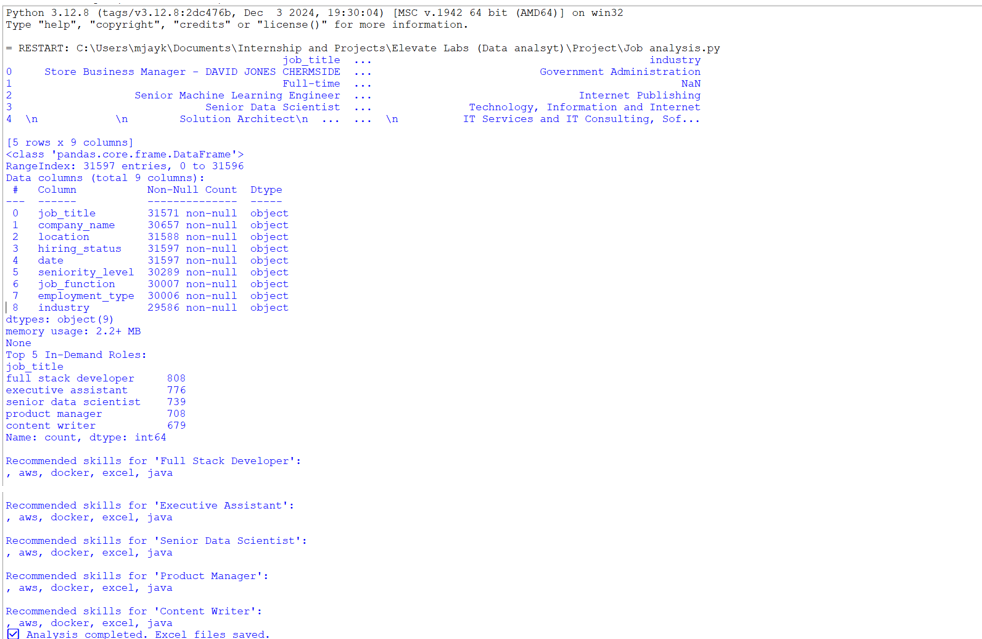 Python 3.12.8 (tags/v3.12.8:2dc476b, Dec  3 2024, 19:30:04) [MSC v.1942 64 bit (AMD64)] on win32
Type "help", "copyright", "credits" or "license()" for more information.
= RESTART: C:\Users\mjayk\Documents\Internship and Projects\Elevate Labs (Data analsyt)\Project\Job analysis.py
job_title  ...  industry
0  Store Business Manager - DAVID JONES CHERMSIDE  ...  Government Administration
1  Full-time  ...  NaN
2  Senior Machine Learning Engineer  ...  Internet Publishing
3  Senior Data Scientist  ...  Technology, Information and Internet
4  \n  \n  Solution Architect\n  ...  ...  \n  IT Services and IT Consulting, Sof...
[5 rows x 9 columns]
<class 'pandas.core.frame.DataFrame'>
RangeIndex: 31597 entries, 0 to 31596
Data columns (total 9 columns):
#   Column           Non-Null Count  Dtype
---  ------           --------------  -----
0   job_title        31571 non-null  object
1   company_name     30657 non-null  object
2   location         31588 non-null  object
3   hiring_status    31597 non-null  object
4   date             31597 non-null  object
5   seniority_level  30289 non-null  object
6   job_function     30007 non-null  object
7   employment_type  30006 non-null  object
8   industry         29586 non-null  object
dtypes: object(9)
memory usage: 2.2+ MB
None
Top 5 In-Demand Roles:
job_title
full stack developer     808
executive assistant      776
senior data scientist    739
product manager          708
content writer           679
Name: count, dtype: int64
Recommended skills for 'Full Stack Developer':
, aws, docker, excel, java
Recommended skills for 'Executive Assistant':
, aws, docker, excel, java
Recommended skills for 'Senior Data Scientist':
, aws, docker, excel, java
Recommended skills for 'Product Manager':
, aws, docker, excel, java
Recommended skills for 'Content Writer':
, aws, docker, excel, java
☑ Analysis completed. Excel files saved.